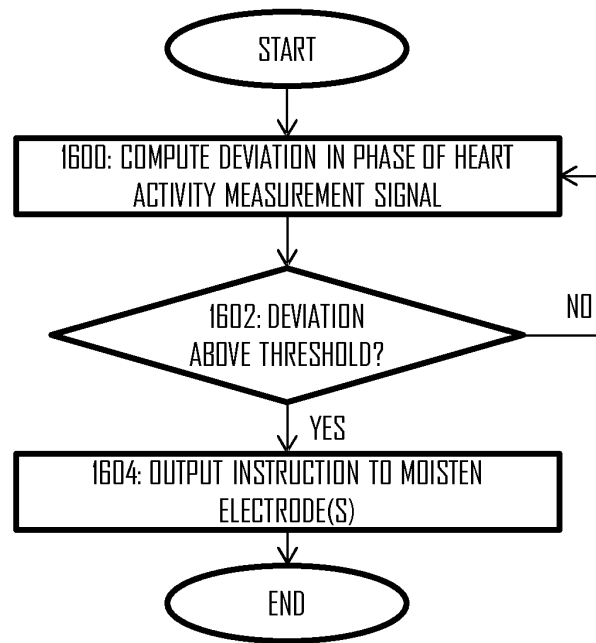 START
1600: COMPUTE DEVIATION IN PHASE OF HEART
ACTIVITY MEASUREMENT SIGNAL
1602: DEVIATION
ABOVE THRESHOLD?
NO
YES
1604: OUTPUT INSTRUCTION TO MOISTEN
ELECTRODE(S)
END